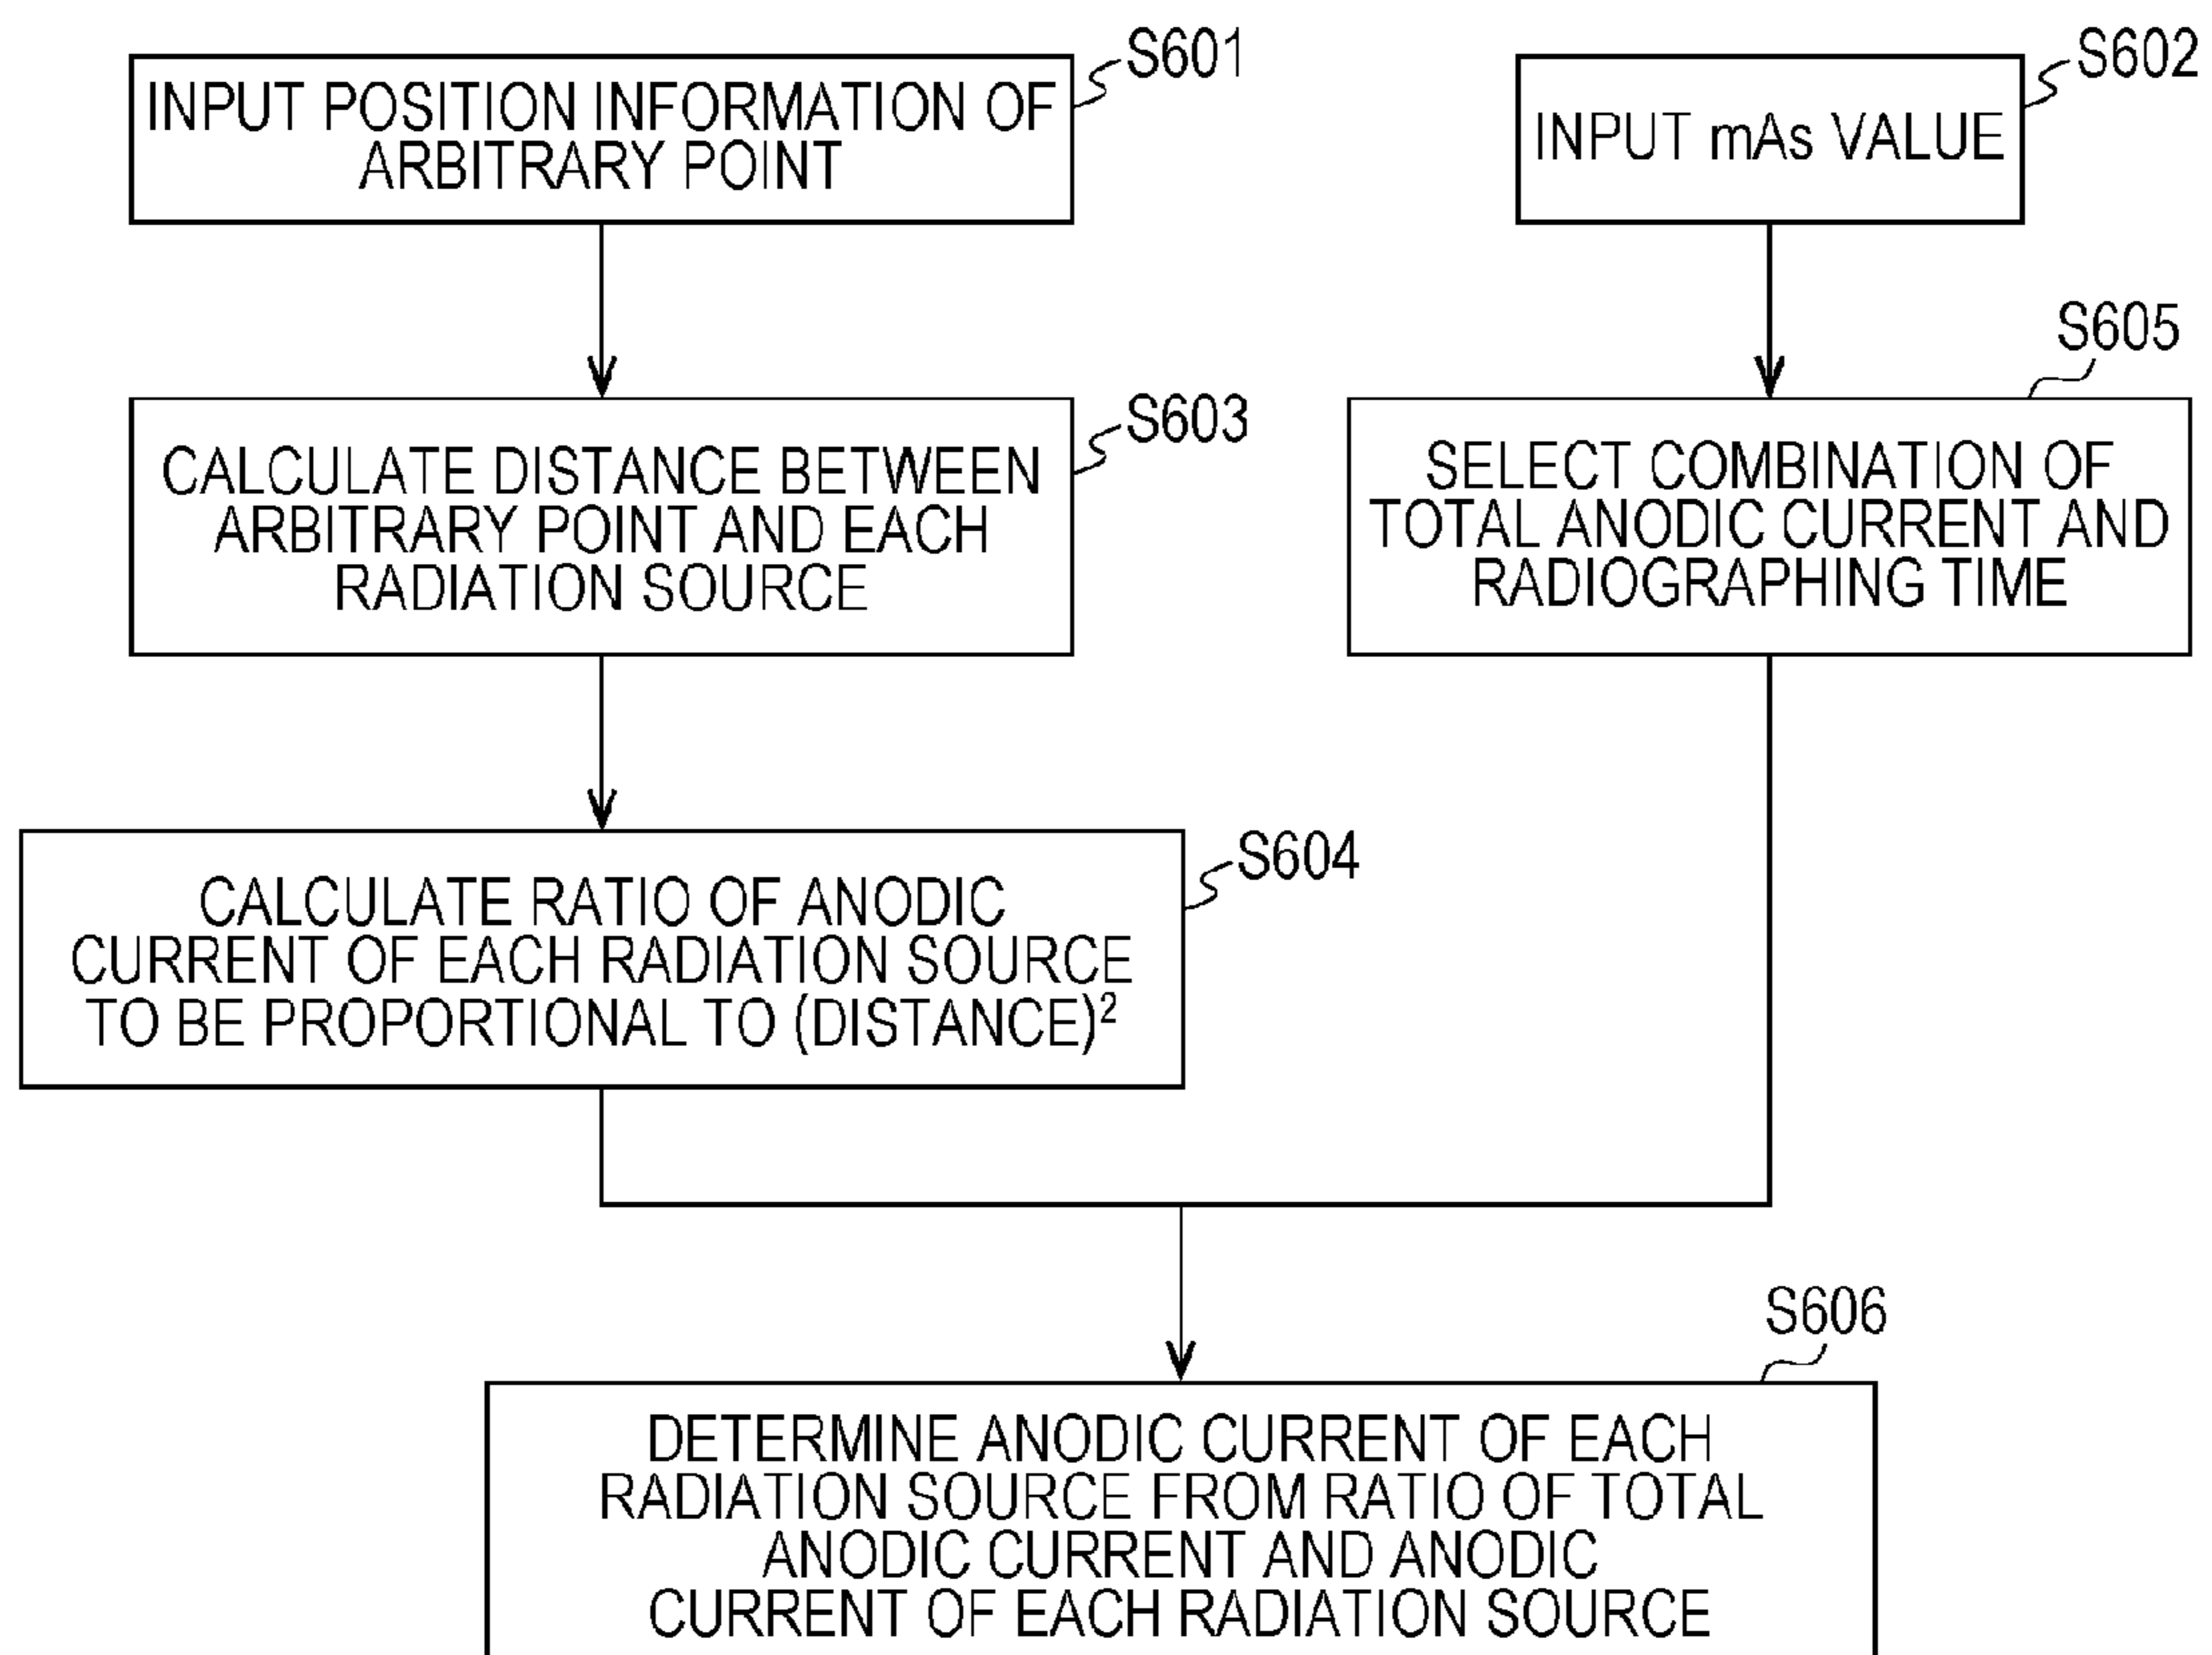 S601
INPUT POSITION INFORMATION OF
ARBITRARY POINT
S602
INPUT mAs VALUE
S603
CALCULATE DISTANCE BETWEEN
ARBITRARY POINT AND EACH
RADIATION SOURCE
S605
SELECT COMBINATION OF
TOTAL ANODIC CURRENT AND
RADIOGRAPHING TIME
S604
CALCULATE RATIO OF ANODIC
CURRENT OF EACH RADIATION SOURCE
TO BE PROPORTIONAL TO (DISTANCE)²
S606
DETERMINE ANODIC CURRENT OF EACH
RADIATION SOURCE FROM RATIO OF TOTAL
ANODIC CURRENT AND ANODIC
CURRENT OF EACH RADIATION SOURCE